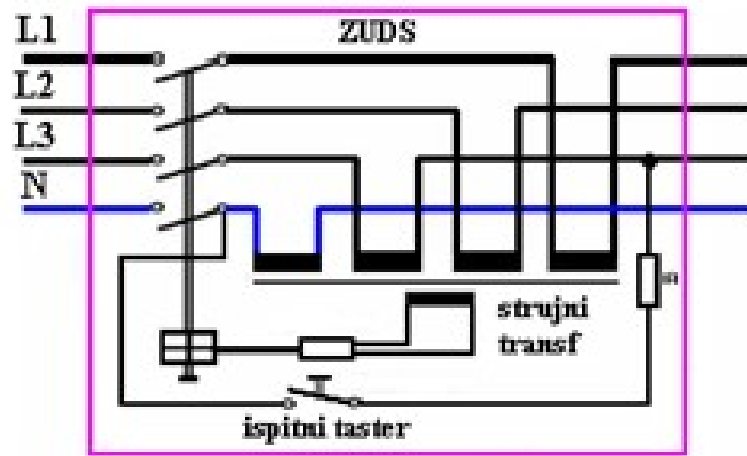 L1
ZUDS
L2
L3
N
strujni
transf
ispitni taster